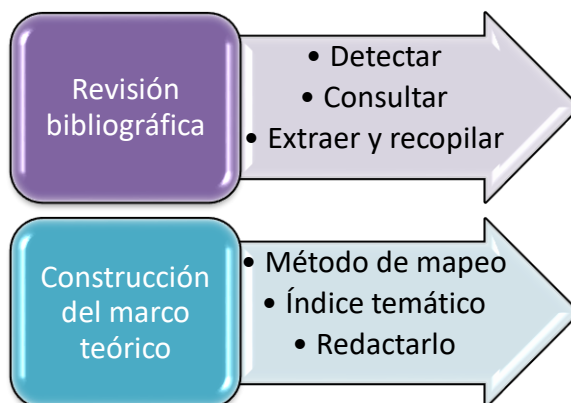 Revisión
bibliográfica
• Detectar
• Consultar
• Extraer y recopilar
Construcción
del marco
teórico
• Método de mapeo
• Índice temático
• Redactarlo